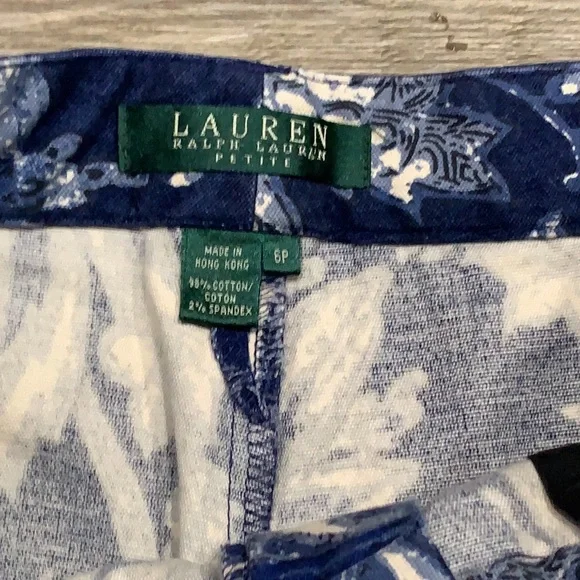 LAUREN
RALPH LAUREN
PETITE
MADE IN
HONG KONG
98% COTTON/
COTON
2% SPANDEX
6P